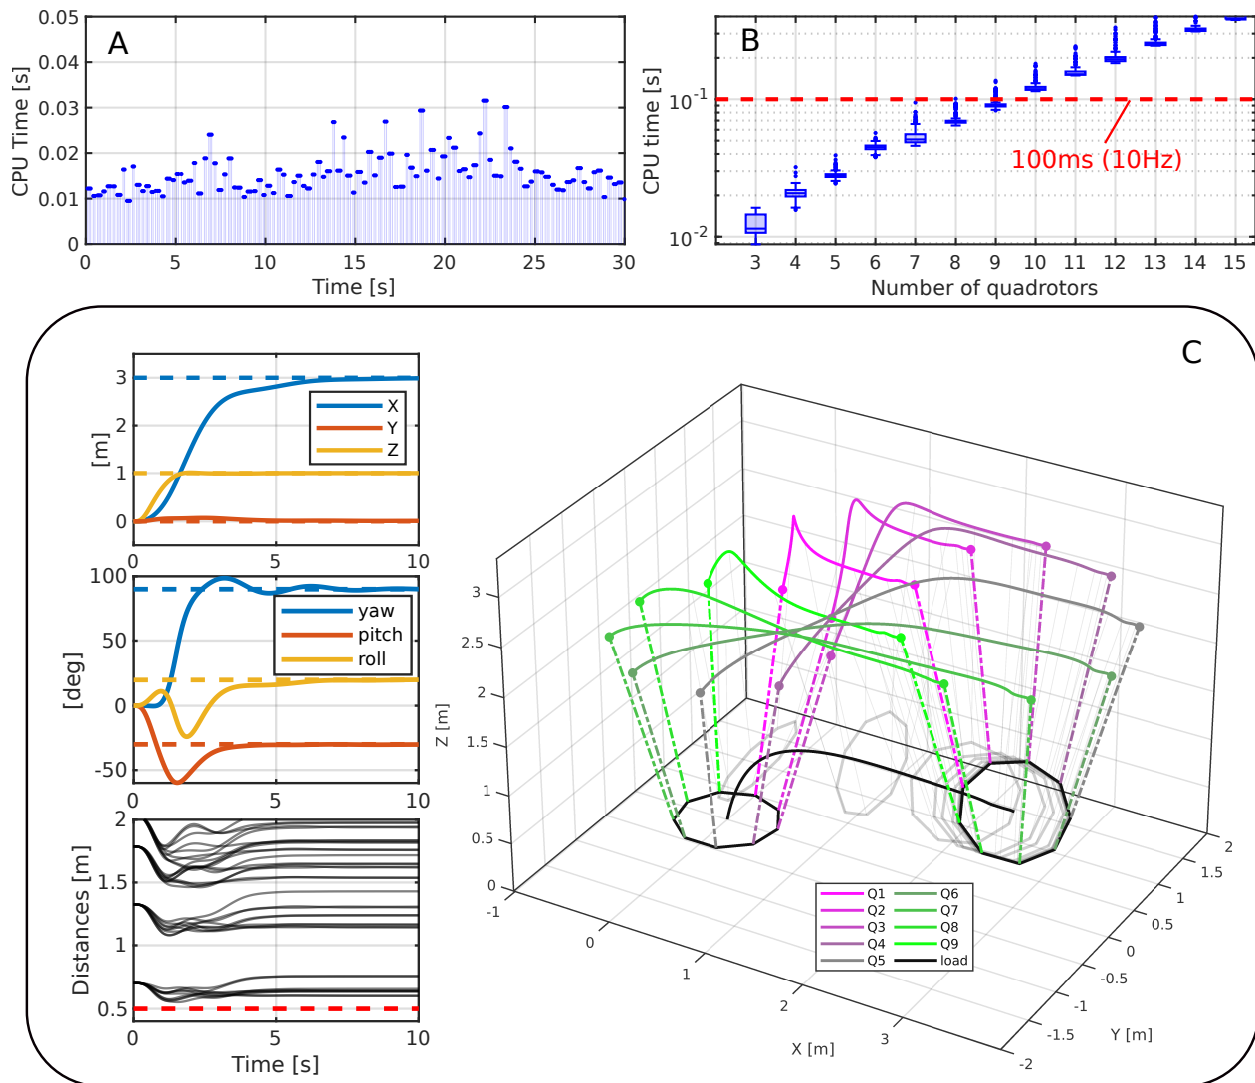 A
CPU Time [s]
0.05
0.04
0.03
0.02
0.01
0
0 5 10 15 20 25 30
Time [s]
B
CPU time [s]
10-1
10-2
100ms (10Hz)
3 4 5 6 7 8 9 10 11 12 13 14 15
Number of quadrotors
C
[m]
3
2
1
0
X
Y
Z
0 5 10
[deg]
100
50
0
-50
yaw
pitch
roll
0 5 10
Distances [m]
2
1.5
1
0.5
0 5 10
Time [s]
Z [m]
3
2.5
2
1.5
1
0.5
0
-1
0
1
2
3
X [m]
2
1.5
1
0.5
0
-0.5
-1
-1.5
-2
Y [m]
Q1 Q6
Q2 Q7
Q3 Q8
Q4 Q9
Q5 load